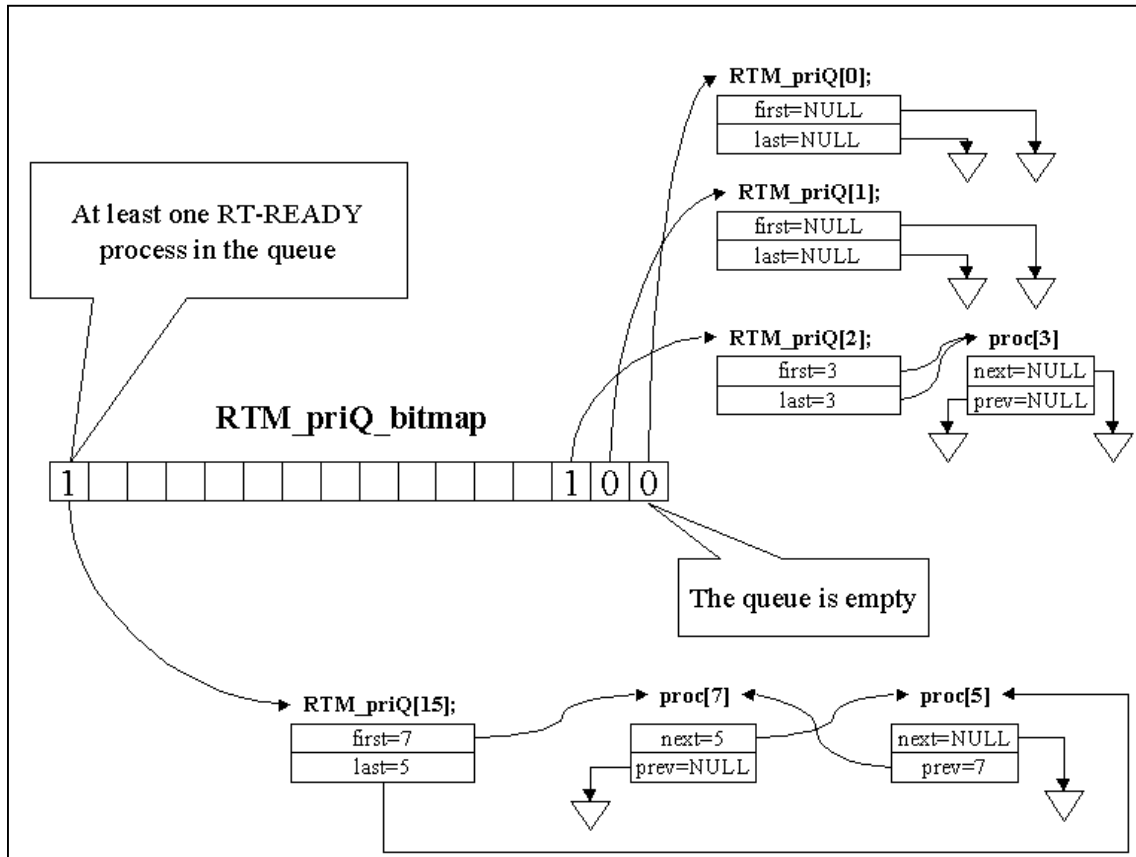 RTM_priQ[0];
first=NULL
last=NULL
At least one RT-READY
process in the queue
RTM_priQ[1];
first=NULL
last=NULL
RTM_priQ[2];
first=3
last=3
proc[3]
next=NULL
prev=NULL
RTM_priQ_bitmap
1 1 0 0
The queue is empty
RTM_priQ[15];
first=7
last=5
proc[7]
next=5
prev=NULL
proc[5]
next=NULL
prev=7